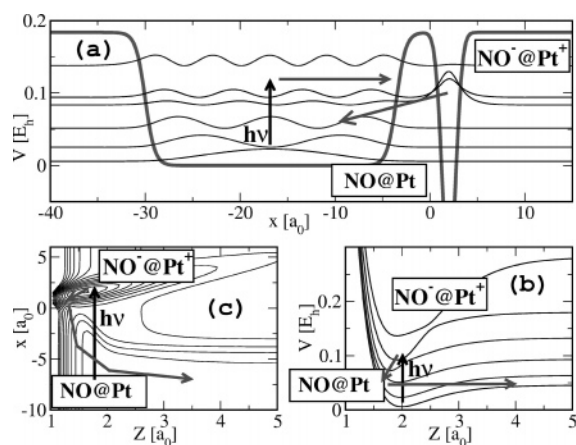 (a)
NO⁻@Pt⁺
V [Eₕ]
0.2
0.1
0
hν
NO@Pt
-40 -30 -20 -10 0 10
x [a₀]
NO⁻@Pt⁺
(c)
x [a₀]
5
0
-5
-10
hν
NO@Pt
1 2 3 4 5
Z [a₀]
NO⁻@Pt⁺
(b)
V [Eₕ]
0.2
0.1
0
hν
NO@Pt
1 2 3 4 5
Z [a₀]